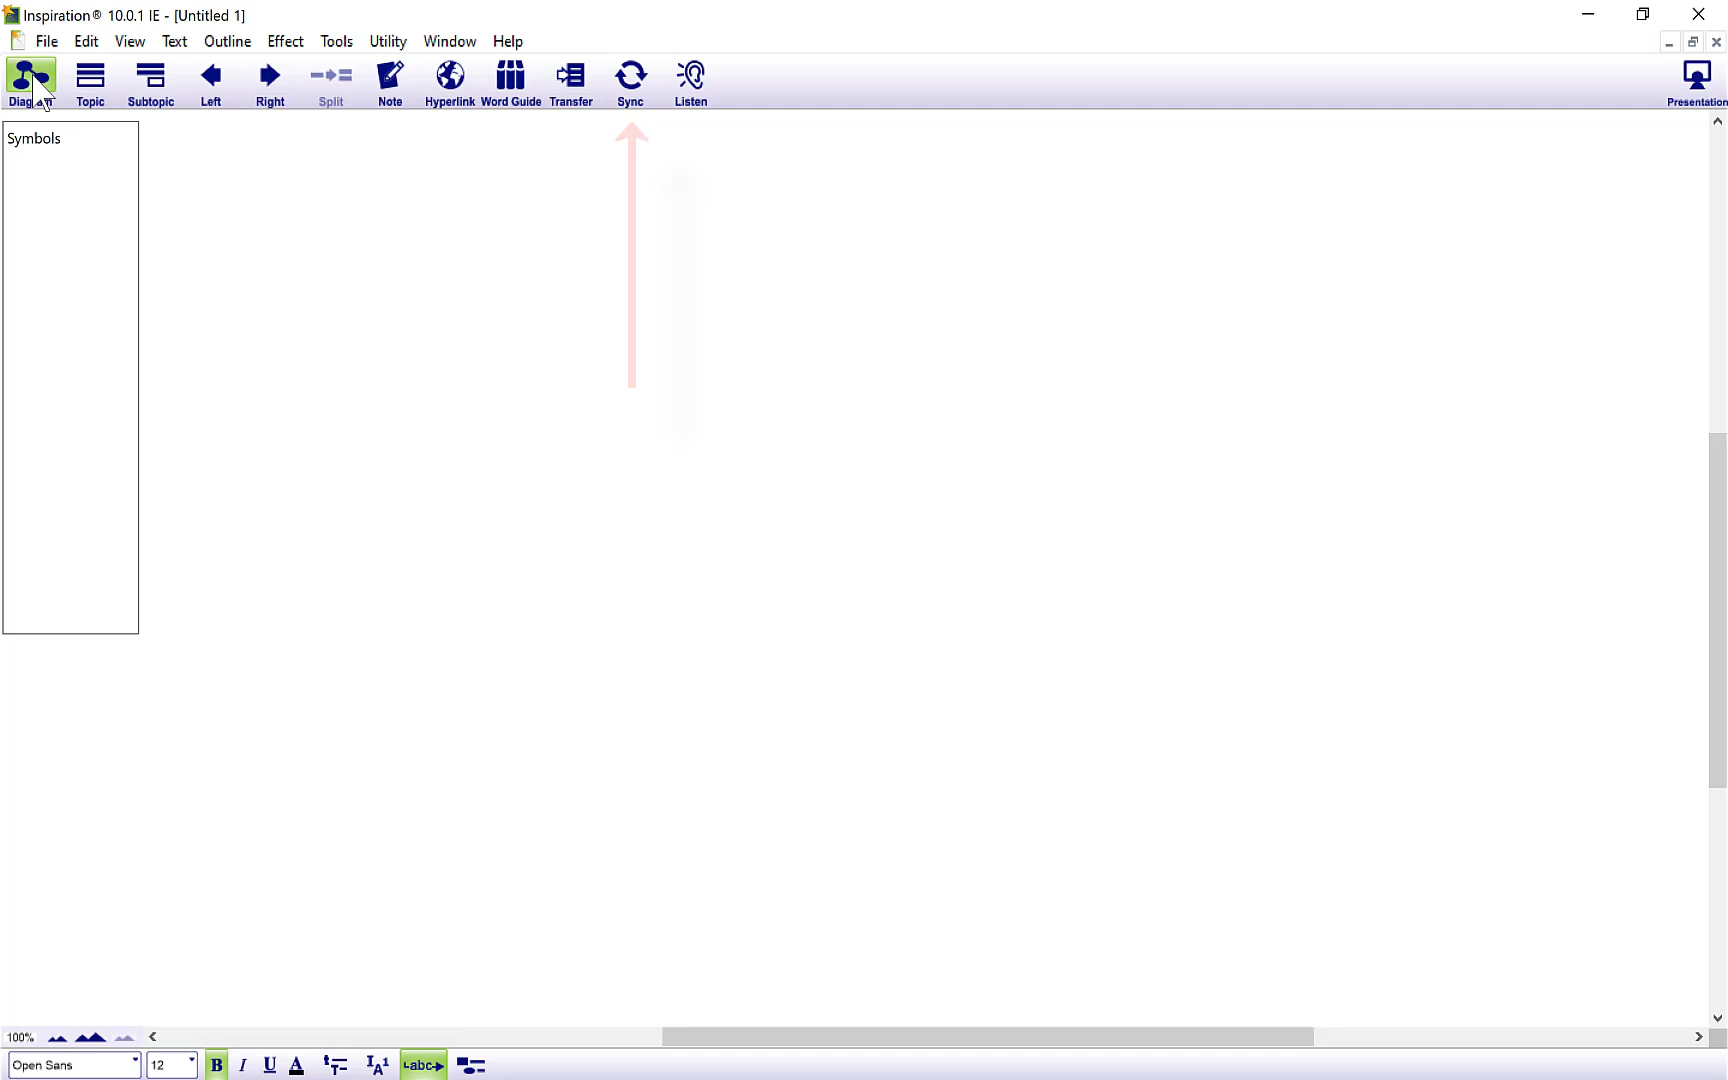 Inspiration® 10.0.1 IE - [Untitled 1]
File Edit View Text Outline Effect Tools Utility Window Help
Diagram Topic Subtopic Left Right Split Note Hyperlink Word Guide Transfer Sync Listen Presentation
Symbols
100%
Open Sans 12 B I U A abc